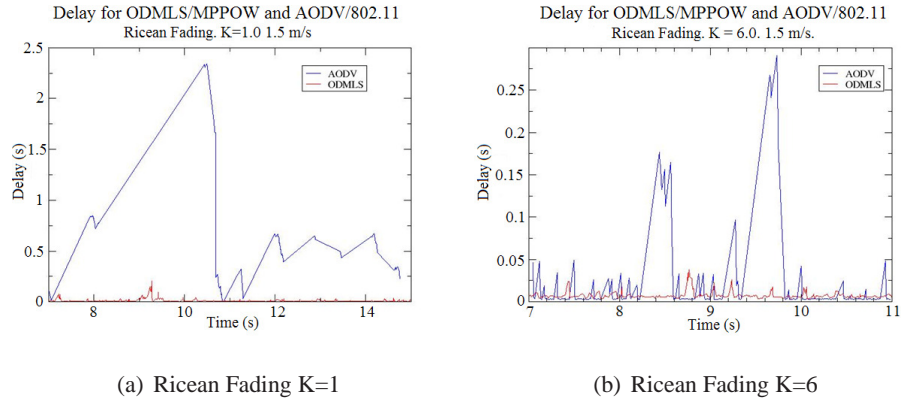 Delay for ODMLS/MPPOW and AODV/802.11
Ricean Fading. K=1.0 1.5 m/s
2.5
2
1.5
1
0.5
0
Delay (s)
AODV
ODMLS
8
10
12
14
Time (s)
(a) Ricean Fading K=1
Delay for ODMLS/MPPOW and AODV/802.11
Ricean Fading. K = 6.0. 1.5 m/s.
0.25
0.2
0.15
0.1
0.05
0
Delay (s)
AODV
ODMLS
7
8
9
10
11
Time (s)
(b) Ricean Fading K=6